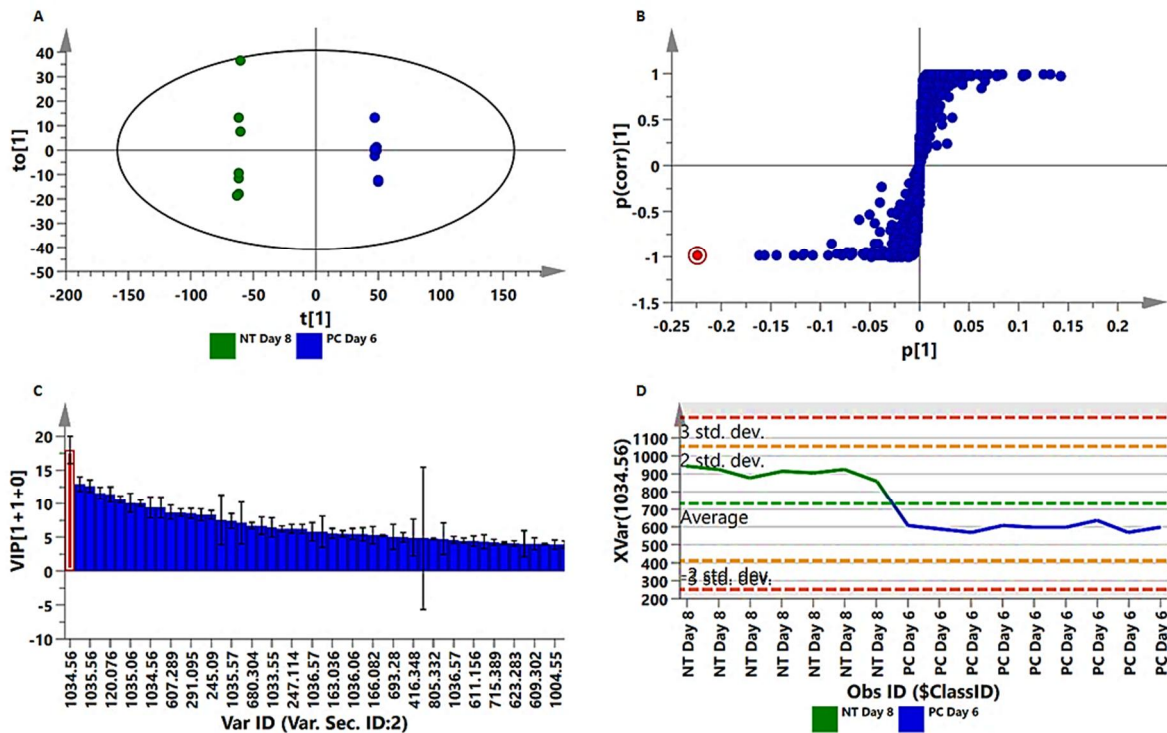 A
to[1]
40
30
20
10
0
-10
-20
-30
-40
-50
-200
-150
-100
-50
0
50
100
150
t[1]
NT Day 8
PC Day 6
B
p(corr)[1]
1
0.5
0
-0.5
-1
-1.5
-0.25
-0.2
-0.15
-0.1
-0.05
0
0.05
0.1
0.15
0.2
p[1]
C
VIP[1+1+0]
20
15
10
5
0
-5
-10
1034.56
1035.56
120.076
1035.06
1034.56
607.289
291.095
245.09
1035.57
680.304
1033.55
247.114
1036.57
163.036
1036.06
166.082
693.28
416.348
805.332
1036.57
611.156
715.389
623.283
609.302
1004.55
Var ID (Var. Sec. ID:2)
D
XVar(1034.56)
1100
1000
900
800
700
600
500
400
300
200
3 std. dev.
2 std. dev.
Average
NT Day 8
NT Day 8
NT Day 8
NT Day 8
NT Day 8
NT Day 8
NT Day 8
PC Day 6
PC Day 6
PC Day 6
PC Day 6
PC Day 6
PC Day 6
PC Day 6
PC Day 6
PC Day 6
Obs ID ($ClassID)
NT Day 8
PC Day 6